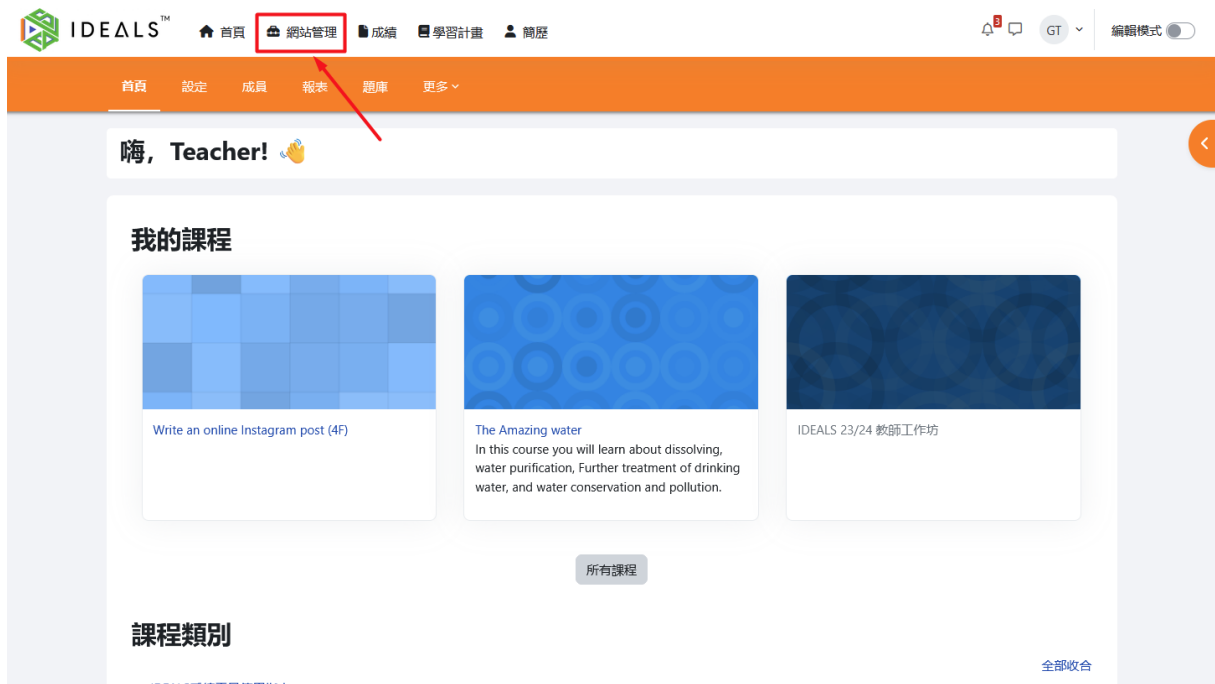 IDEALS™
首頁
網站管理
成績
學習計畫
簡歷
3
GT
編輯模式
首頁
設定
成員
報表
題庫
更多
嗨，Teacher! 👋
我的課程
Write an online Instagram post (4F)
The Amazing water
In this course you will learn about dissolving,
water purification, Further treatment of drinking
water, and water conservation and pollution.
IDEALS 23/24 教師工作坊
所有課程
課程類別
全部收合